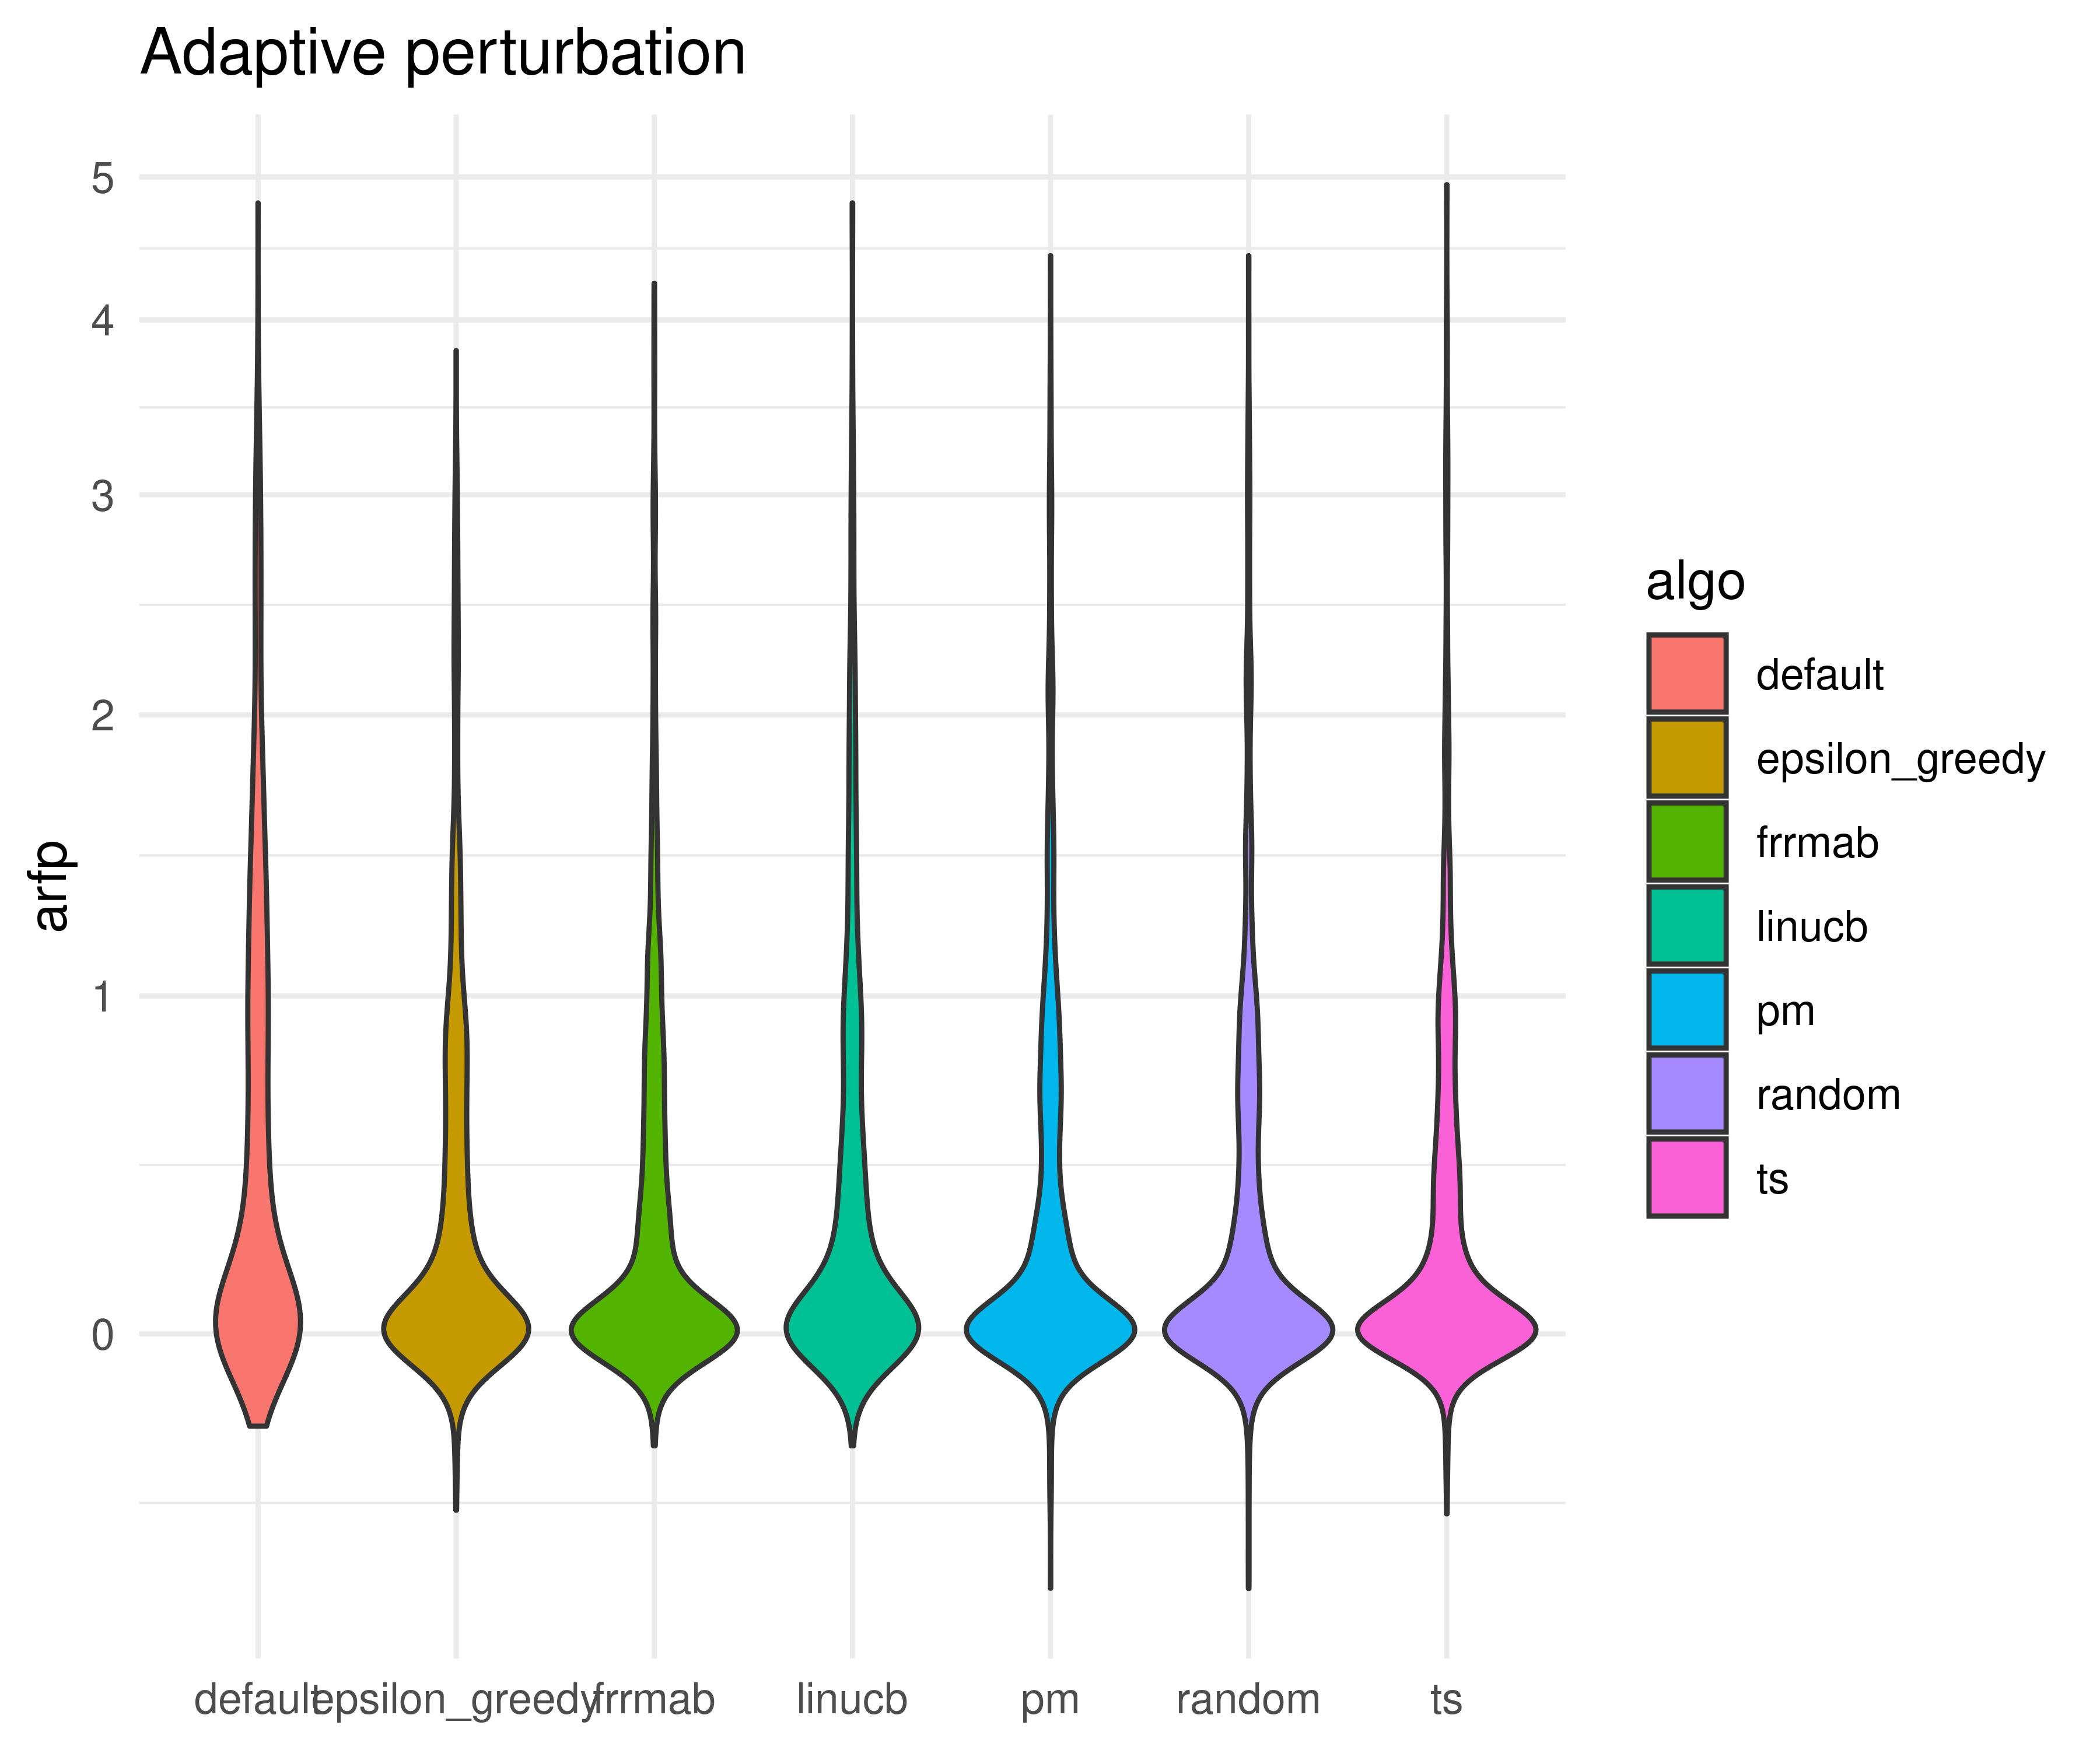 Adaptive perturbation
5
4
3
2
1
0
arfp
default
epsilon_greedy
frrmab
linucb
pm
random
ts
algo
default
epsilon_greedy
frrmab
linucb
pm
random
ts